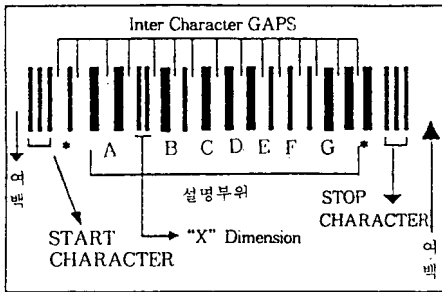 Inter Character GAPS
* A B C D E F G *
설명부위
여백
START
CHARACTER
"X" Dimension
STOP
CHARACTER
여백